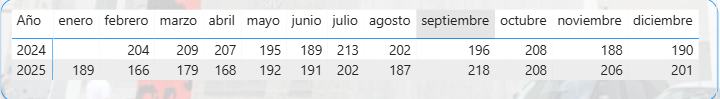 Año enero febrero marzo abril mayo junio julio agosto septiembre octubre noviembre diciembre
2024 204 209 207 195 189 213 202 196 208 188 190
2025 189 166 179 168 192 191 202 187 218 208 206 201